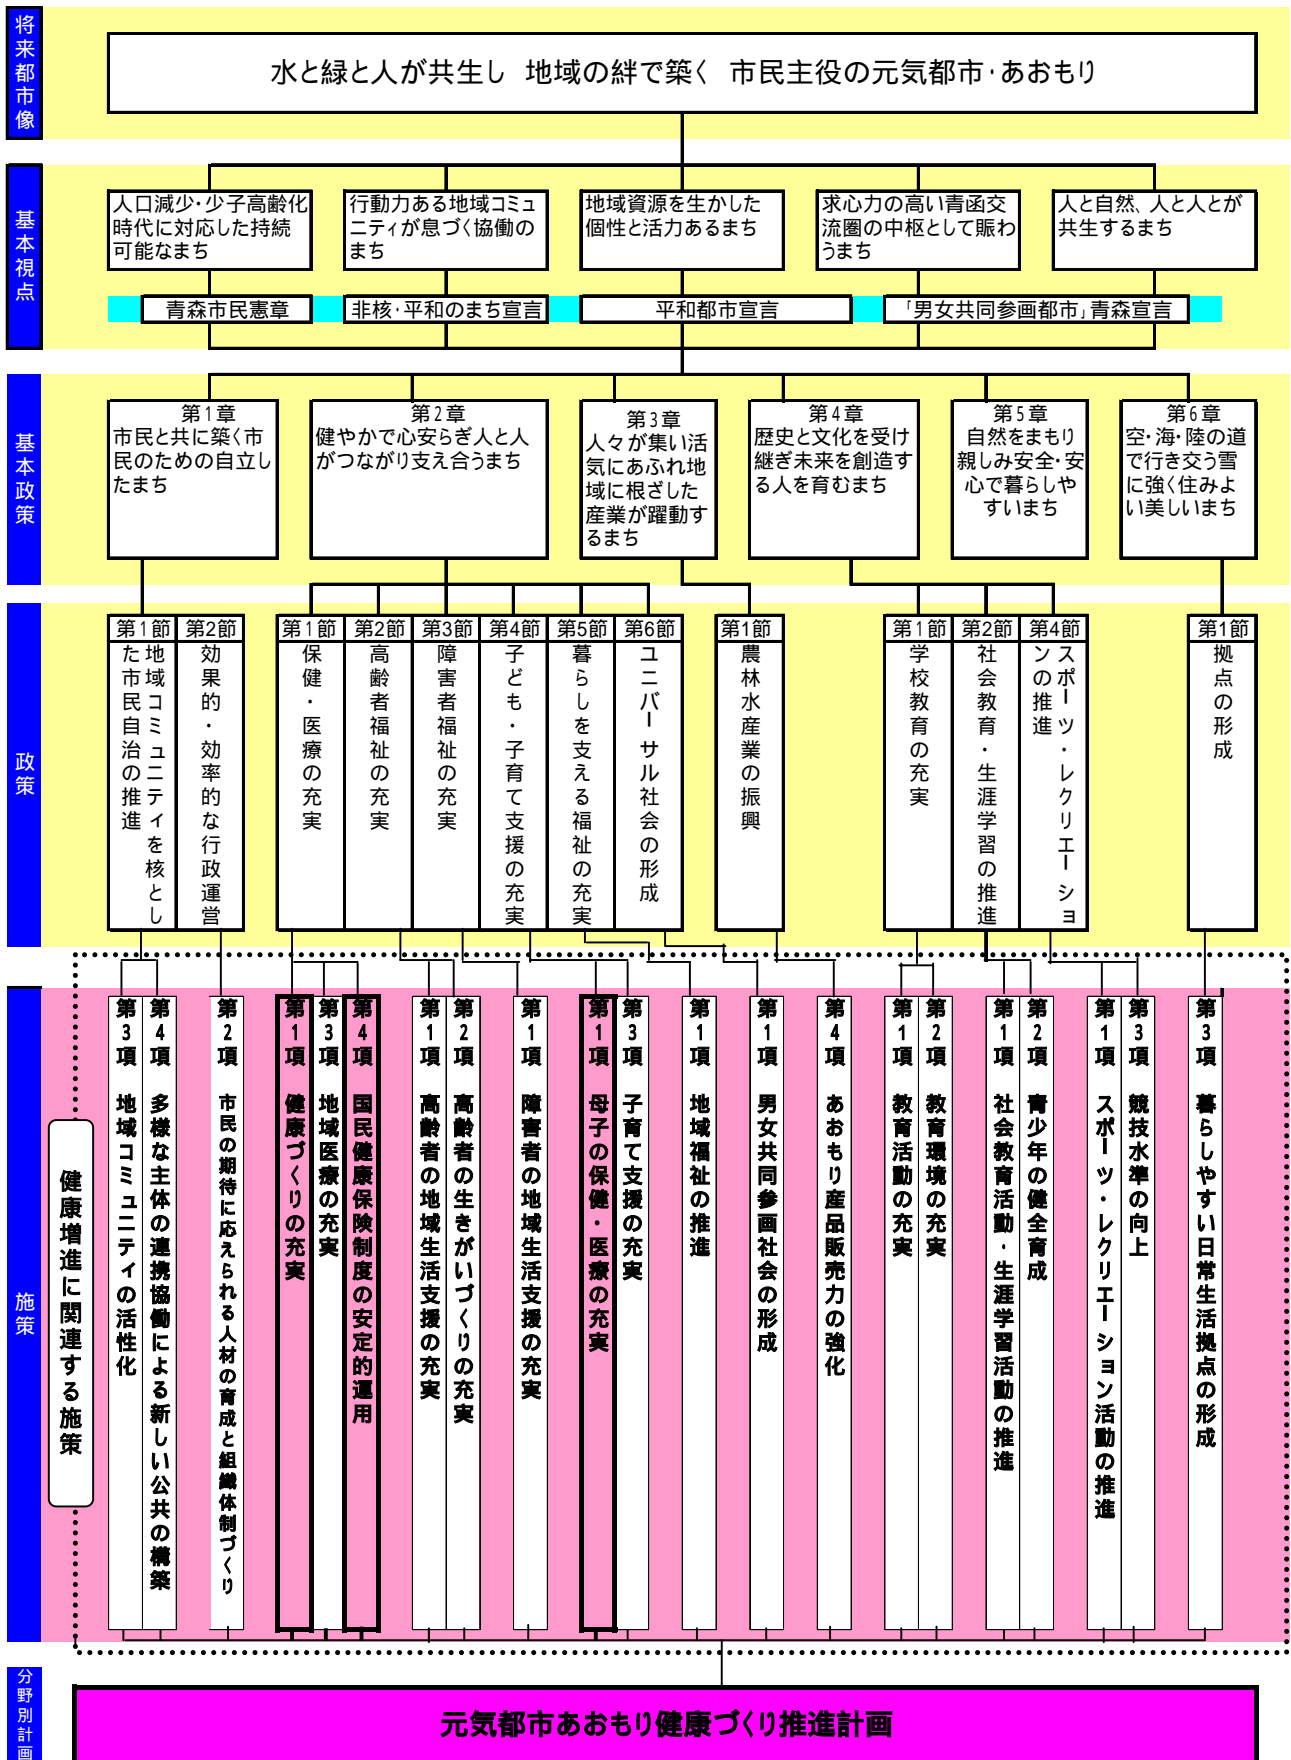 将来都市像
水と緑と人が共生し 地域の絆で築く 市民主役の元気都市・あおもり
基本視点
人口減少・少子高齢化
時代に対応した持続
可能なまち
行動力ある地域コミュ
ニティが息づく協働の
まち
地域資源を生かした
個性と活力あるまち
求心力の高い青函交
流圏の中枢として賑わ
うまち
人と自然、人と人とが
共生するまち
青森市民憲章
非核・平和のまち宣言
平和都市宣言
「男女共同参画都市」青森宣言
基本政策
第1章
市民と共に築く市
民のための自立し
たまち
第2章
健やかで心安らぎ人と人
がつながり支え合うまち
第3章
人々が集い活
気にあふれ地
域に根ざした
産業が躍動す
るまち
第4章
歴史と文化を受け
継ぎ未来を創造す
る人を育むまち
第5章
自然をまもり
親しみ安全・安
心で暮らしや
すいまち
第6章
空・海・陸の道
で行き交う雪
に強く住みよ
い美しいまち
政策
第1節
地域コミュニティを核とし
た市民自治の推進
第2節
効果的・効率的な行政運営
第1節
保健・医療の充実
第2節
高齢者福祉の充実
第3節
障害者福祉の充実
第4節
子ども・子育て支援の充実
第5節
暮らしを支える福祉の充実
第6節
ユニバーサル社会の形成
第1節
農林水産業の振興
第1節
学校教育の充実
第2節
社会教育・生涯学習の推進
第4節
スポーツ・レクリエーショ
ンの推進
第1節
拠点の形成
施策
健康増進に関連する施策
第3項 地域コミュニティの活性化
第4項 多様な主体の連携協働による新しい公共の構築
第2項 市民の期待に応えられる人材の育成と組織体制づくり
第1項 健康づくりの充実
第3項 地域医療の充実
第4項 国民健康保険制度の安定的運用
第1項 高齢者の地域生活支援の充実
第2項 高齢者の生きがいづくりの充実
第1項 障害者の地域生活支援の充実
第1項 母子の保健・医療の充実
第3項 子育て支援の充実
第1項 地域福祉の推進
第1項 男女共同参画社会の形成
第4項 あおもり産品販売力の強化
第1項 教育活動の充実
第2項 教育環境の充実
第1項 社会教育活動・生涯学習活動の推進
第2項 青少年の健全育成
第1項 スポーツ・レクリエーション活動の推進
第3項 競技水準の向上
第3項 暮らしやすい日常生活拠点の形成
分野別計画
元気都市あおもり健康づくり推進計画